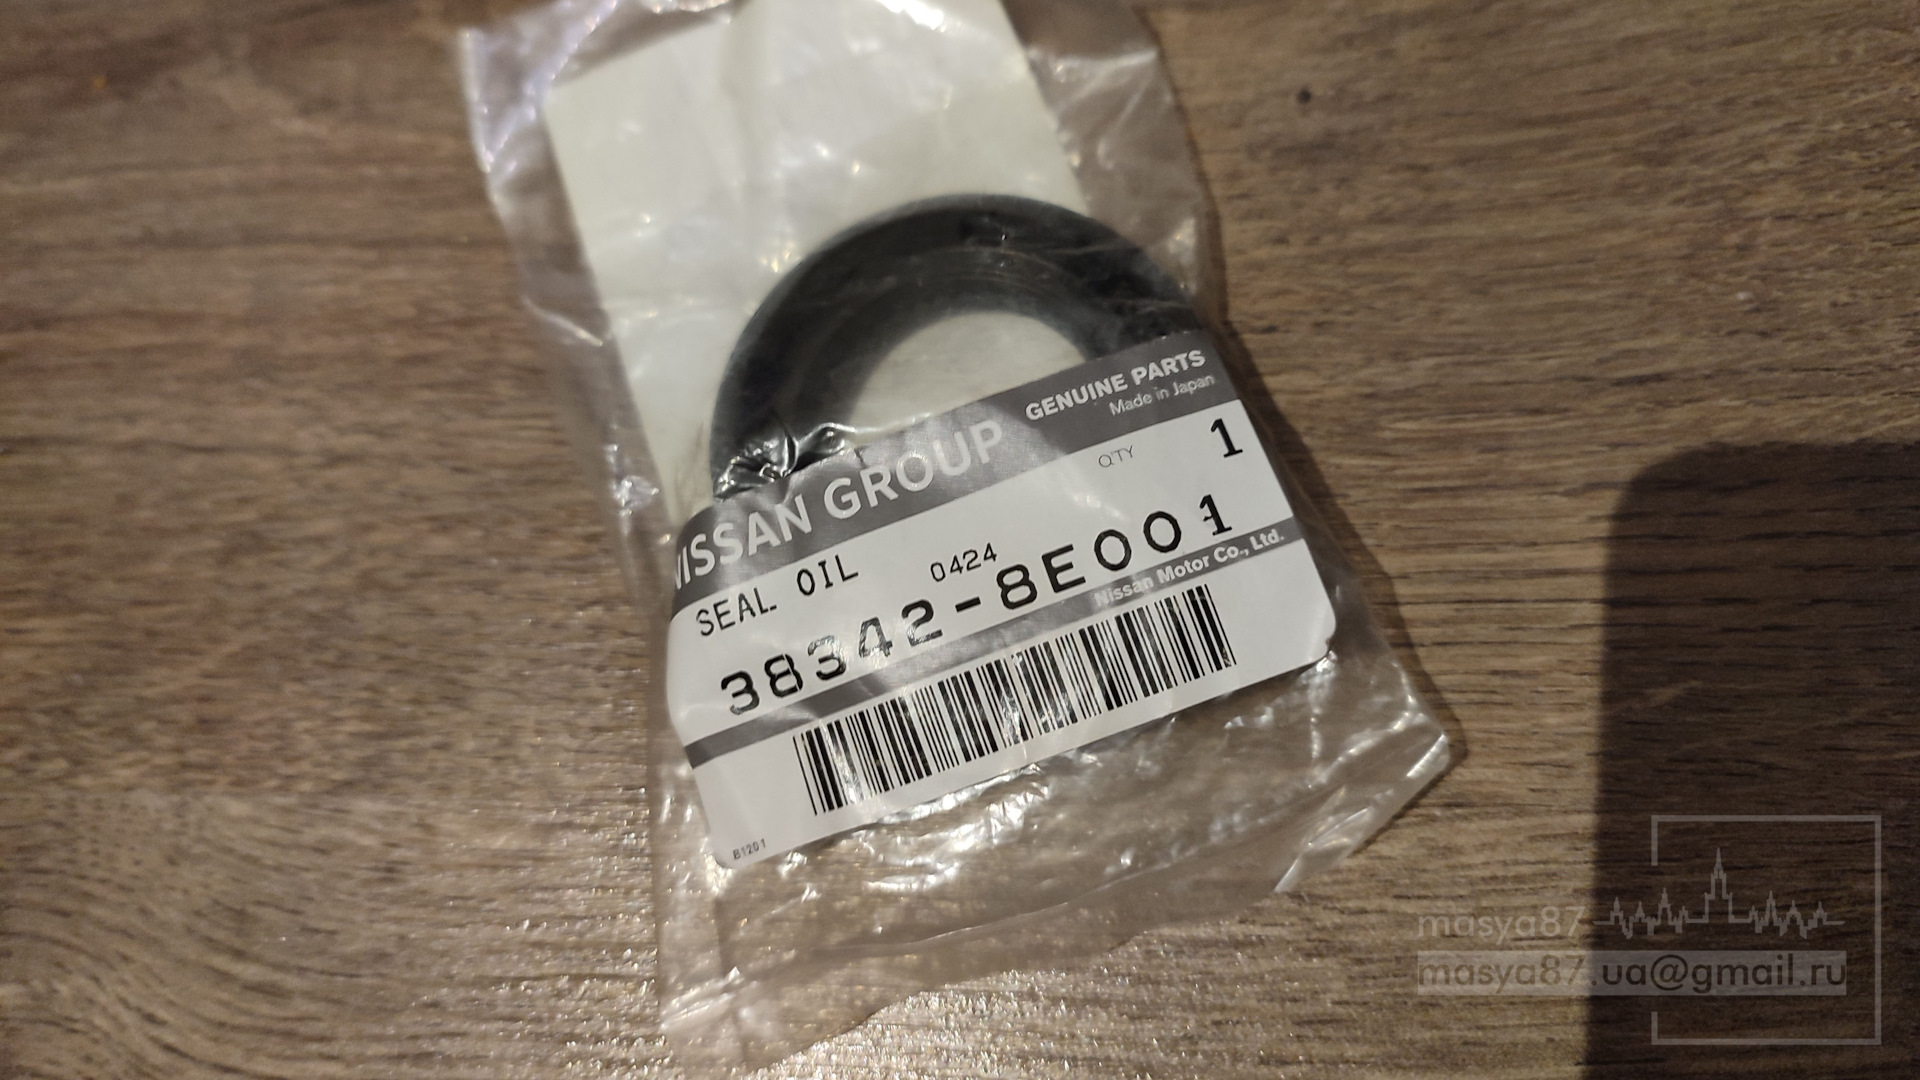 NISSAN GROUP
GENUINE PARTS
Made in Japan
QTY 1
SEAL OIL 0424
38342-8E001
Nissan Motor Co., Ltd.
B1201
masya87
masya87.ua@gmail.ru